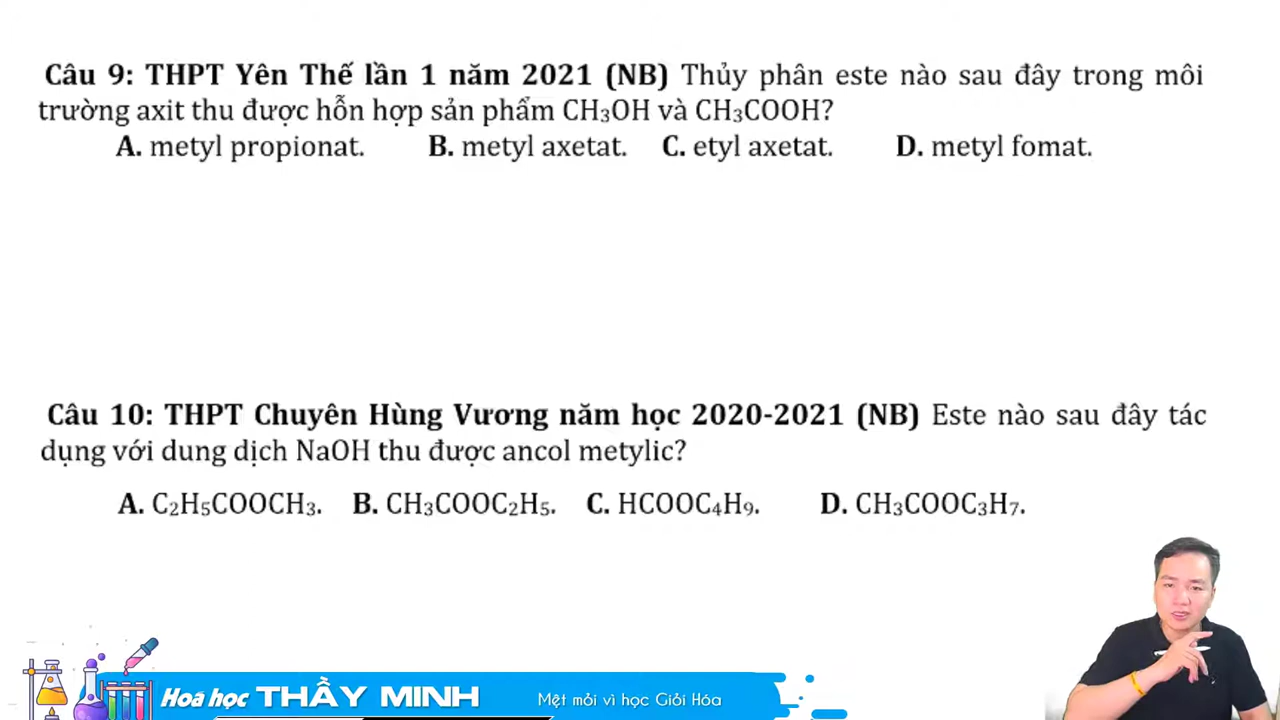 Câu 9: THPT Yên Thế lần 1 năm 2021 (NB) Thủy phân este nào sau đây trong môi
trường axit thu được hỗn hợp sản phẩm CH₃OH và CH₃COOH?
A. metyl propionat. B. metyl axetat. C. etyl axetat. D. metyl fomat.
Câu 10: THPT Chuyên Hùng Vương năm học 2020-2021 (NB) Este nào sau đây tác
dụng với dung dịch NaOH thu được ancol metylic?
A. C₂H₅COOCH₃. B. CH₃COOC₂H₅. C. HCOOC₄H₉. D. CH₃COOC₃H₇.
Hoá học THẦY MINH Mệt mỏi vì học Giỏi Hóa